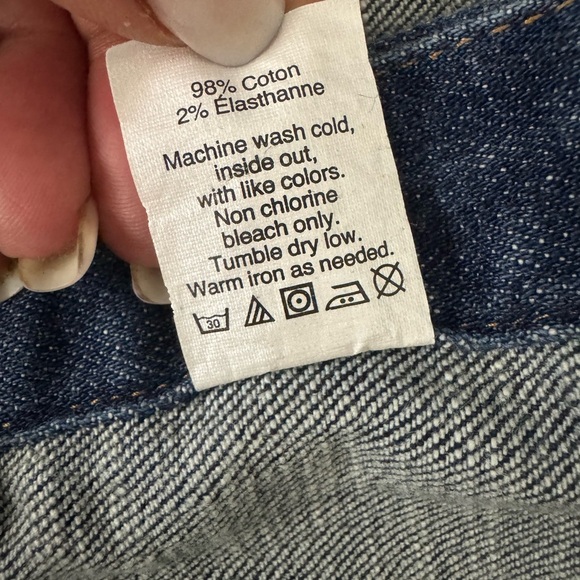 98% Coton
2% Élasthanne
Machine wash cold,
inside out,
with like colors.
Non chlorine
bleach only.
Tumble dry low.
Warm iron as needed.
30